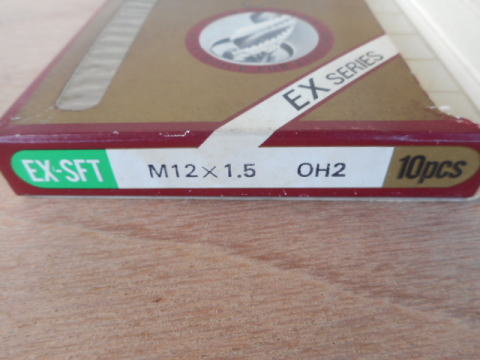 EX SERIES
EX-SFT M12×1.5 OH2 10pcs